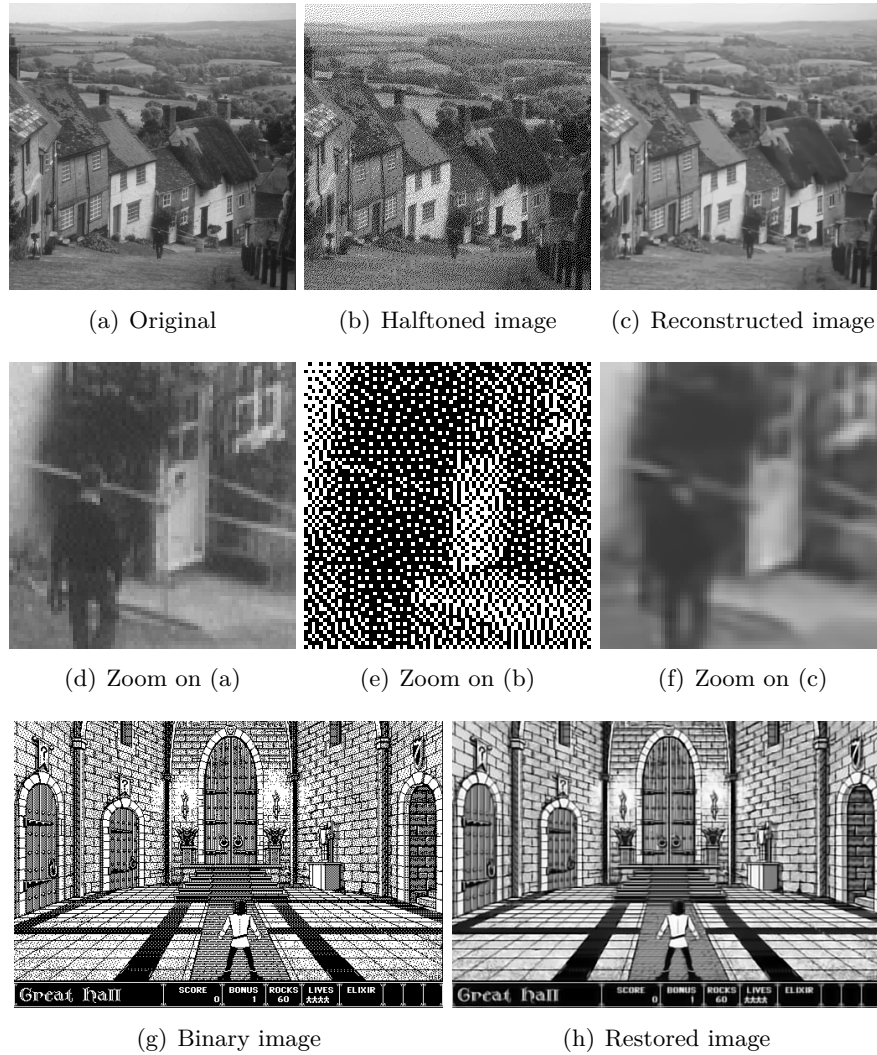 (a) Original
(b) Halftoned image
(c) Reconstructed image
(d) Zoom on (a)
(e) Zoom on (b)
(f) Zoom on (c)
Great Hall SCORE 0 BONUS 1 ROCKS 60 LIVES ELIXIR
Great Hall SCORE 0 BONUS 1 ROCKS 60 LIVES ELIXIR
(g) Binary image
(h) Restored image